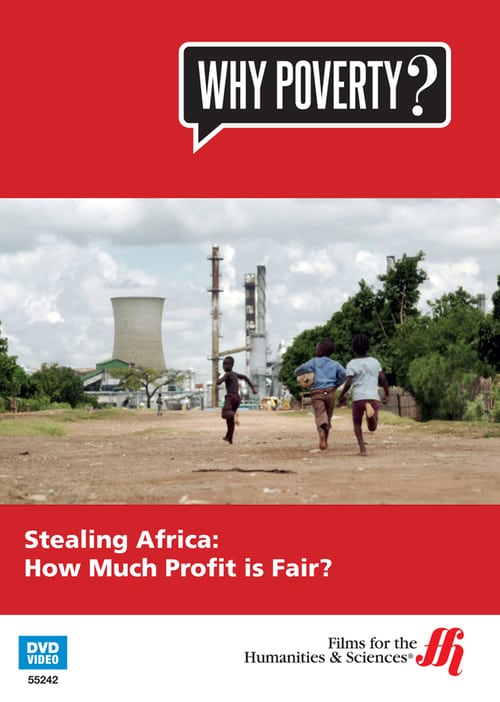 WHY POVERTY?
Stealing Africa:
How Much Profit is Fair?
DVD
VIDEO
55242
Films for the
Humanities & Sciences®
ffh